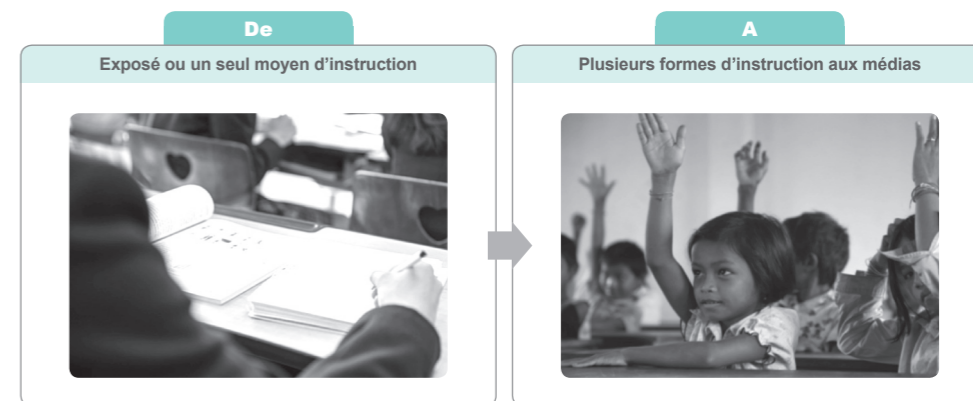 De
Exposé ou un seul moyen d’instruction
A
Plusieurs formes d’instruction aux médias